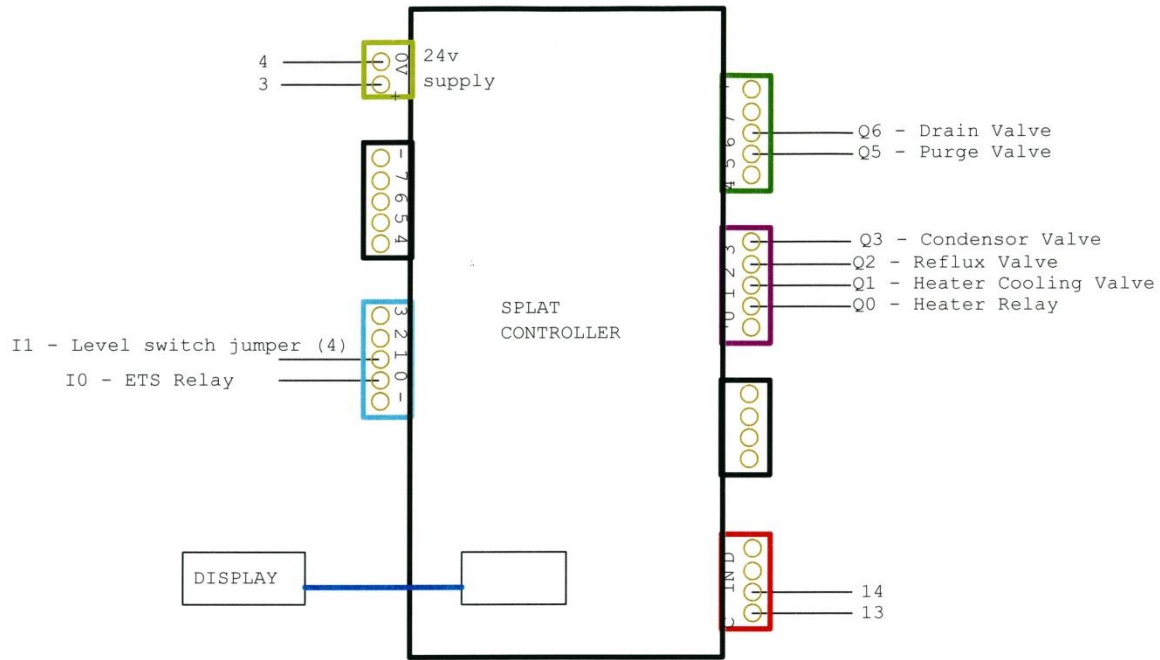 4
0V
24v
3
+
supply
-
7
6
5
4
3
2
1
0
-
I1 - Level switch jumper (4)
I0 - ETS Relay
SPLAT
CONTROLLER
7
6
5
4
Q6 - Drain Valve
Q5 - Purge Valve
3
2
1
0
Q3 - Condensor Valve
Q2 - Reflux Valve
Q1 - Heater Cooling Valve
Q0 - Heater Relay
DISPLAY
D
IN
C
14
13